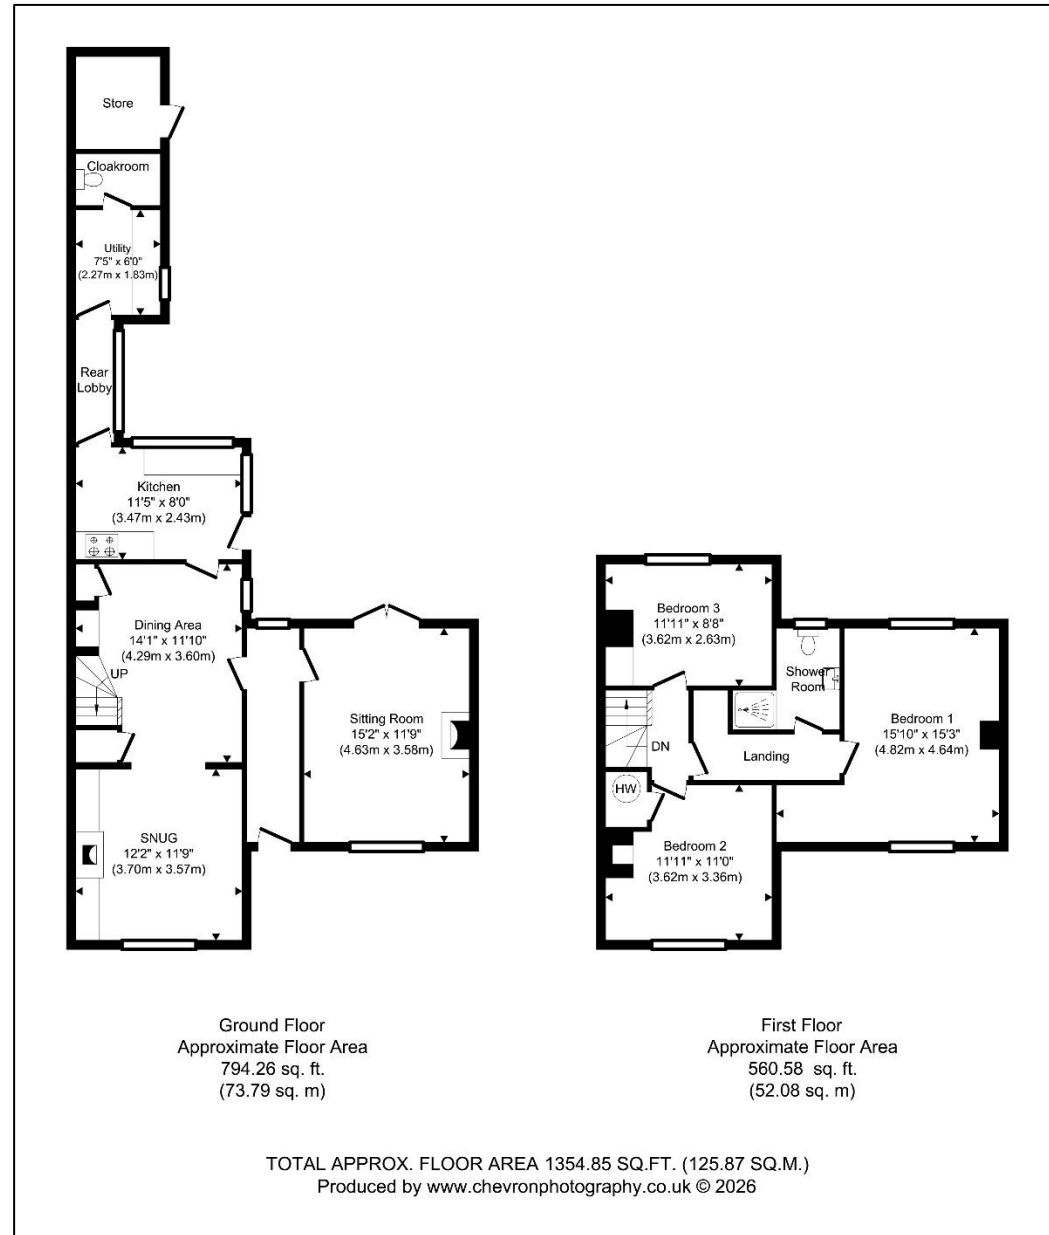 Store
Cloakroom
Utility
7'5" x 6'0"
(2.27m x 1.83m)
Rear
Lobby
Kitchen
11'5" x 8'0"
(3.47m x 2.43m)
Dining Area
14'1" x 11'10"
(4.29m x 3.60m)
UP
Sitting Room
15'2" x 11'9"
(4.63m x 3.58m)
SNUG
12'2" x 11'9"
(3.70m x 3.57m)
Bedroom 3
11'11" x 8'8"
(3.62m x 2.63m)
Shower
Room
Bedroom 1
15'10" x 15'3"
(4.82m x 4.64m)
DN
Landing
HW
Bedroom 2
11'11" x 11'0"
(3.62m x 3.36m)
Ground Floor
Approximate Floor Area
794.26 sq. ft.
(73.79 sq. m)
First Floor
Approximate Floor Area
560.58 sq. ft.
(52.08 sq. m)
TOTAL APPROX. FLOOR AREA 1354.85 SQ.FT. (125.87 SQ.M.)
Produced by www.chevronphotography.co.uk © 2026